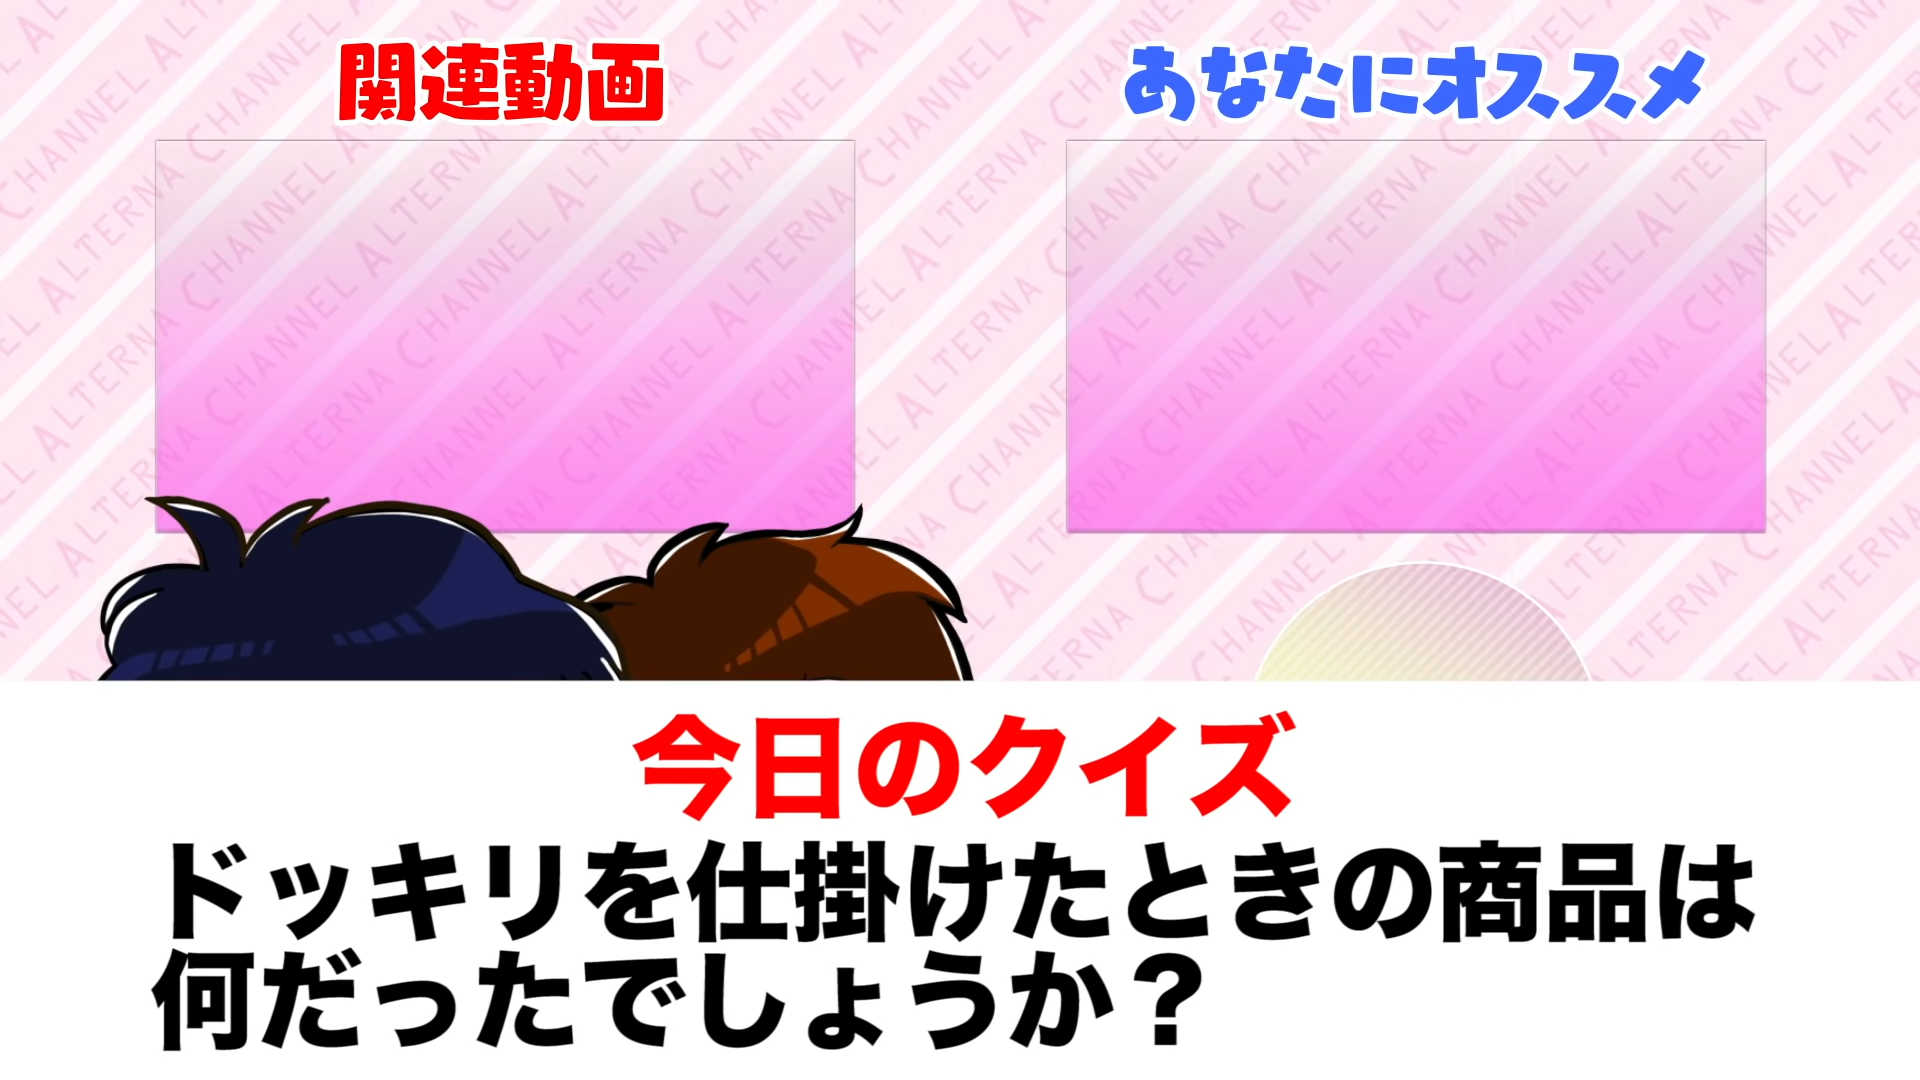 関連動画
あなたにオススメ
ALTERNA CHANNEL
今日のクイズ
ドッキリを仕掛けたときの商品は
何だったでしょうか？